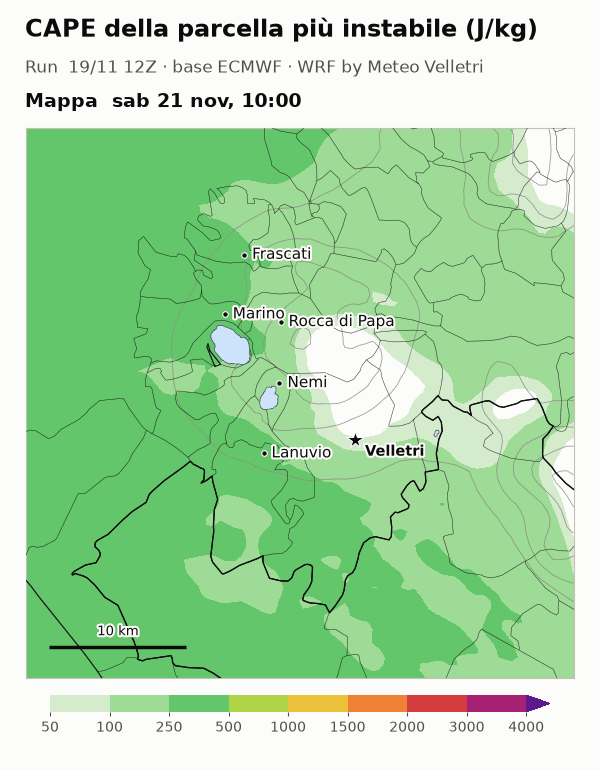 CAPE della parcella più instabile (J/kg)
Run 19/11 12Z · base ECMWF · WRF by Meteo Velletri
Mappa sab 21 nov, 10:00
Frascati
Marino
Rocca di Papa
Nemi
Velletri
Lanuvio
10 km
50 100 250 500 1000 1500 2000 3000 4000